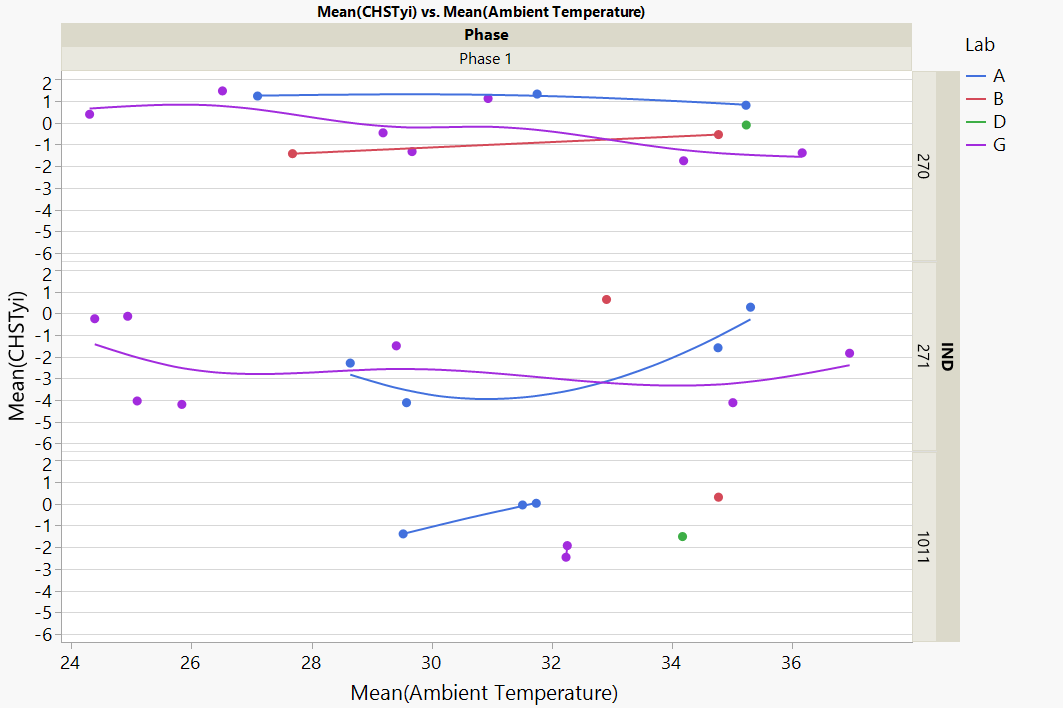 Mean(CHSTyi) vs. Mean(Ambient Temperature)
Phase
Phase 1
Lab
A
B
D
G
2
1
0
-1
-2
-3
-4
-5
-6
270
2
1
0
-1
-2
-3
-4
-5
-6
271
2
1
0
-1
-2
-3
-4
-5
-6
1011
IND
Mean(CHSTyi)
24 26 28 30 32 34 36
Mean(Ambient Temperature)